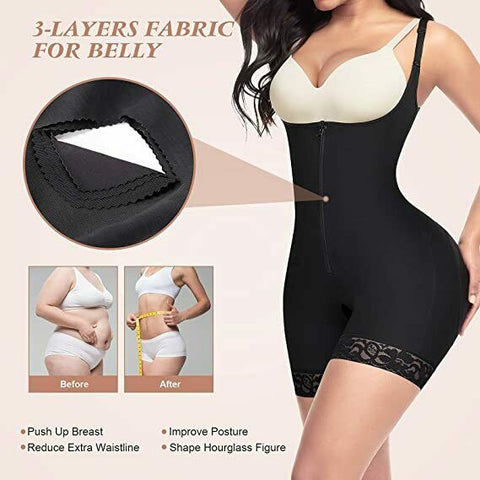 3-LAYERS FABRIC
FOR BELLY
Before
After
• Push Up Breast
• Improve Posture
• Reduce Extra Waistline
• Shape Hourglass Figure